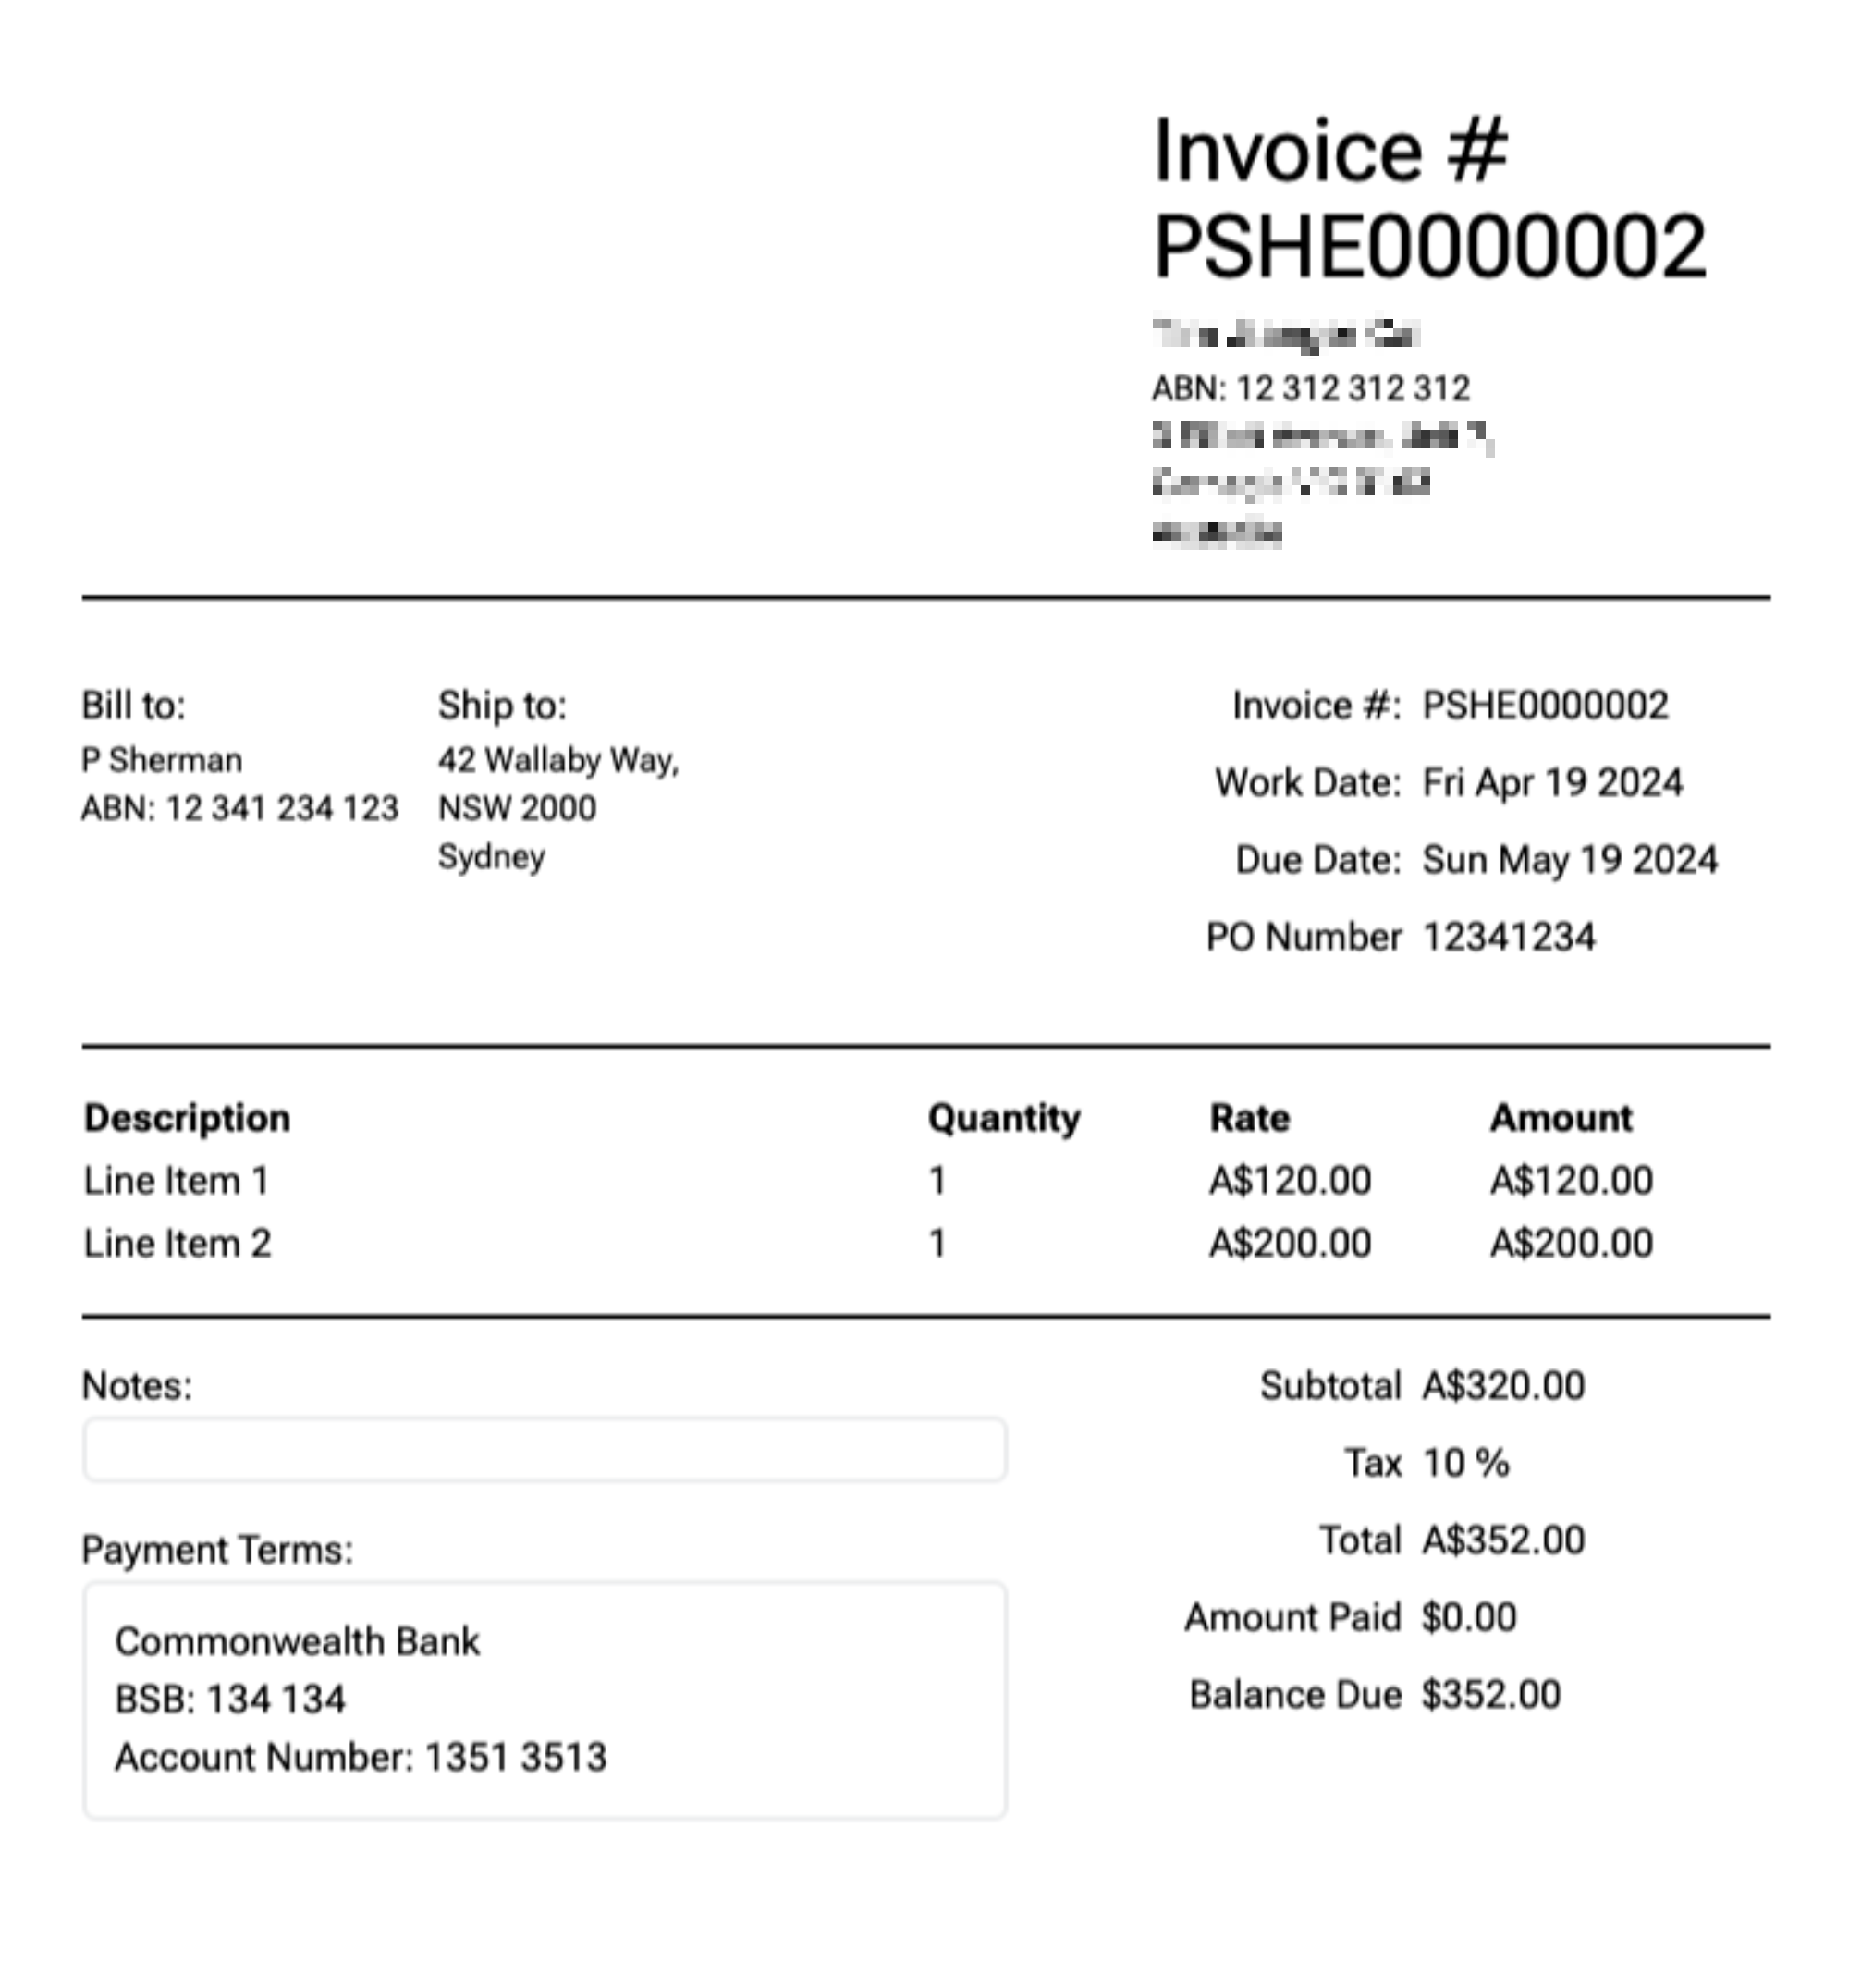 Invoice #
PSHE0000002
ABN: 12 312 312 312
Bill to:
P Sherman
ABN: 12 341 234 123
Ship to:
42 Wallaby Way,
NSW 2000
Sydney
Invoice #: PSHE0000002
Work Date: Fri Apr 19 2024
Due Date: Sun May 19 2024
PO Number 12341234
Description Quantity Rate Amount
Line Item 1 1 A$120.00 A$120.00
Line Item 2 1 A$200.00 A$200.00
Notes:
Payment Terms:
Commonwealth Bank
BSB: 134 134
Account Number: 1351 3513
Subtotal A$320.00
Tax 10 %
Total A$352.00
Amount Paid $0.00
Balance Due $352.00